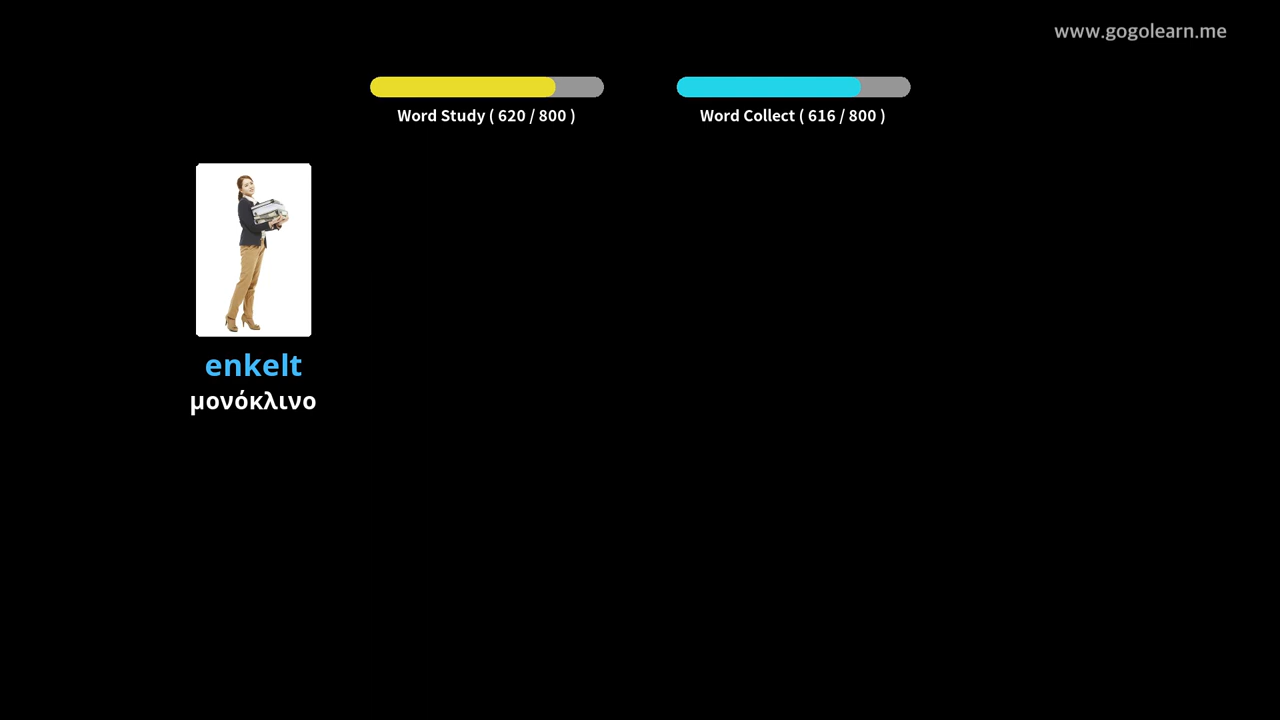 www.gogolearn.me
Word Study ( 620 / 800 )
Word Collect ( 616 / 800 )
enkelt
μονόκλινο